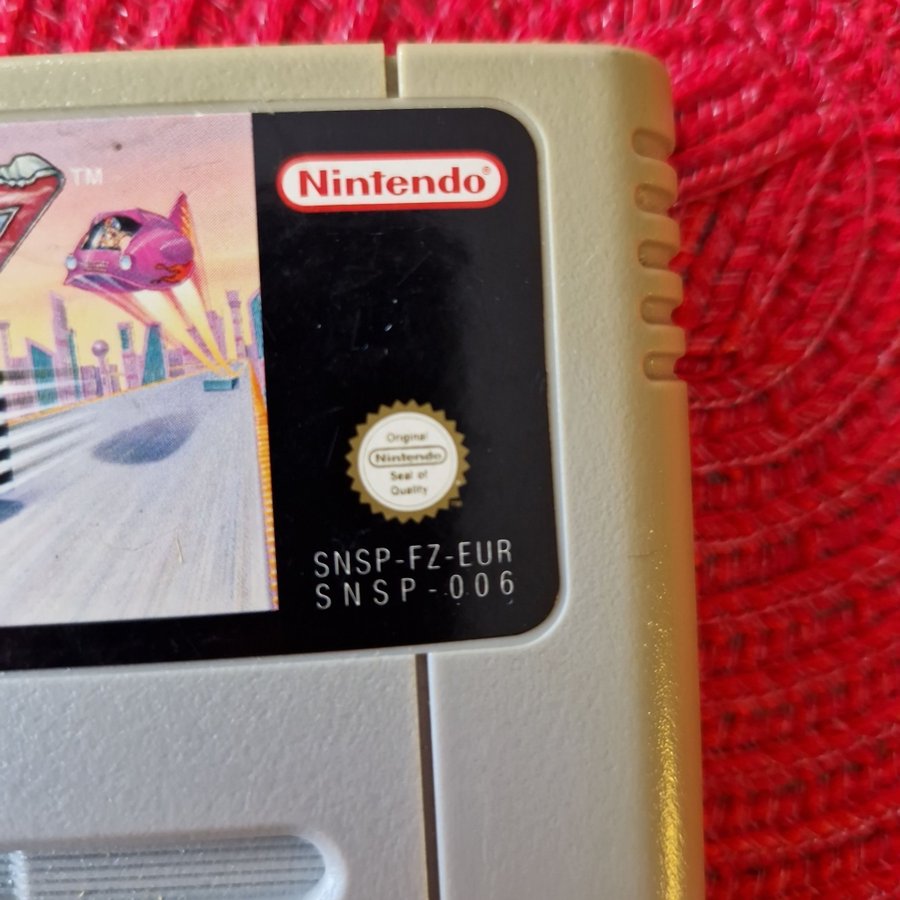 TM
Nintendo®
Original
Nintendo
Seal of
Quality
SNSP-FZ-EUR
SNSP-006